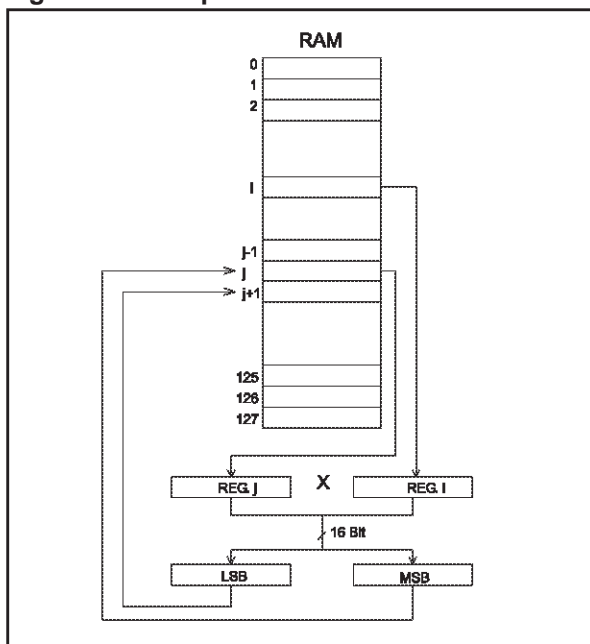 RAM
0
1
2
I
j-1
j
j+1
125
126
127
REG. J X REG. I
16 Bit
LSB MSB